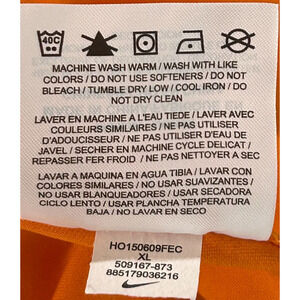 40C
MACHINE WASH WARM / WASH WITH LIKE
COLORS / DO NOT USE SOFTENERS / DO NOT
BLEACH / TUMBLE DRY LOW / COOL IRON / DO
NOT DRY CLEAN
LAVER EN MACHINE À L'EAU TIEDE / LAVER AVEC
COULEURS SIMILAIRES / NE PAS UTILISER
D'ADOUCISSEUR / NE PAS UTILISER D'EAU DE
JAVEL / SECHER EN MACHINE CYCLE DELICAT /
REPASSER FER FROID / NE PAS NETTOYER A SEC
LAVAR A MAQUINA EN AGUA TIBIA / LAVAR CON
COLORES SIMILARES / NO USAR SUAVIZANTES /
NO USAR BLANQUEADORES / USAR SECADORA
CICLO LENTO / USAR PLANCHA TEMPERATURA
BAJA / NO LAVAR EN SECO
HO150609FEC
XL
509167-873
885179036216